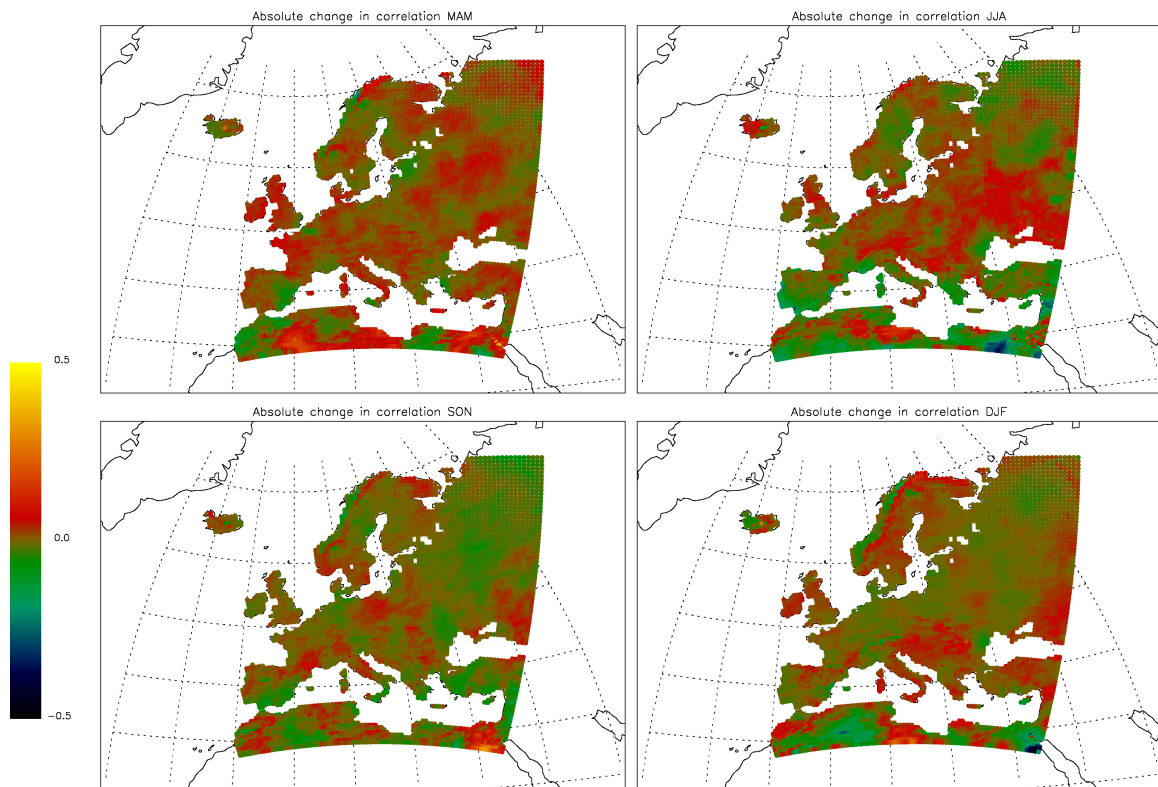 Absolute change in correlation MAM
Absolute change in correlation JJA
0.5
0.0
−0.5
Absolute change in correlation SON
Absolute change in correlation DJF